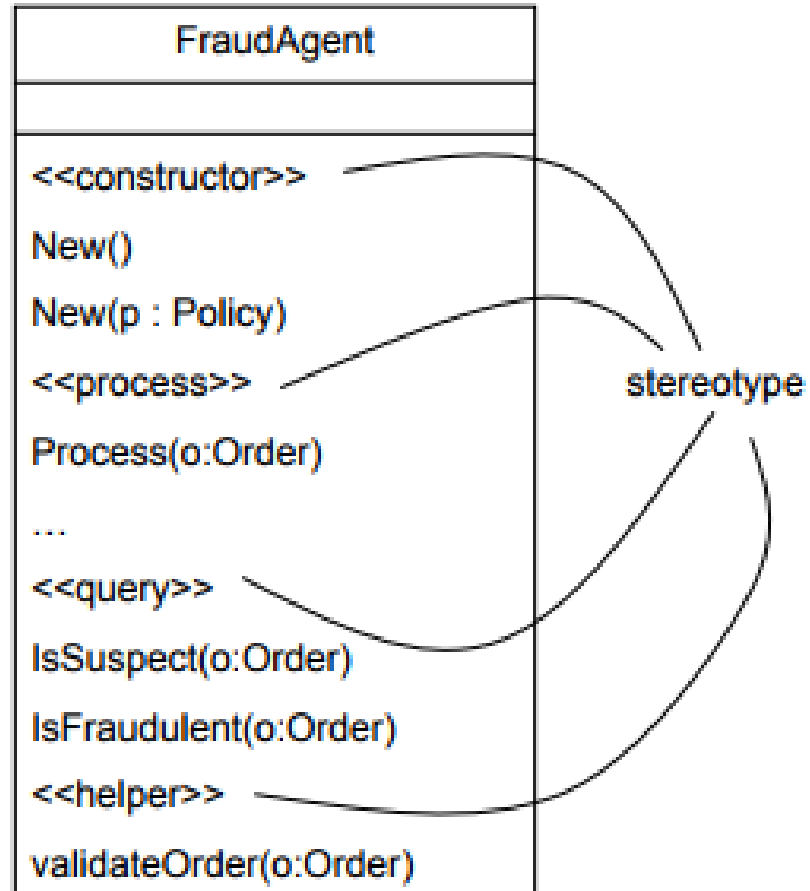 FraudAgent
<<constructor>>
New()
New(p : Policy)
<<process>>
stereotype
Process(o:Order)
...
<<query>>
IsSuspect(o:Order)
IsFraudulent(o:Order)
<<helper>>
validateOrder(o:Order)